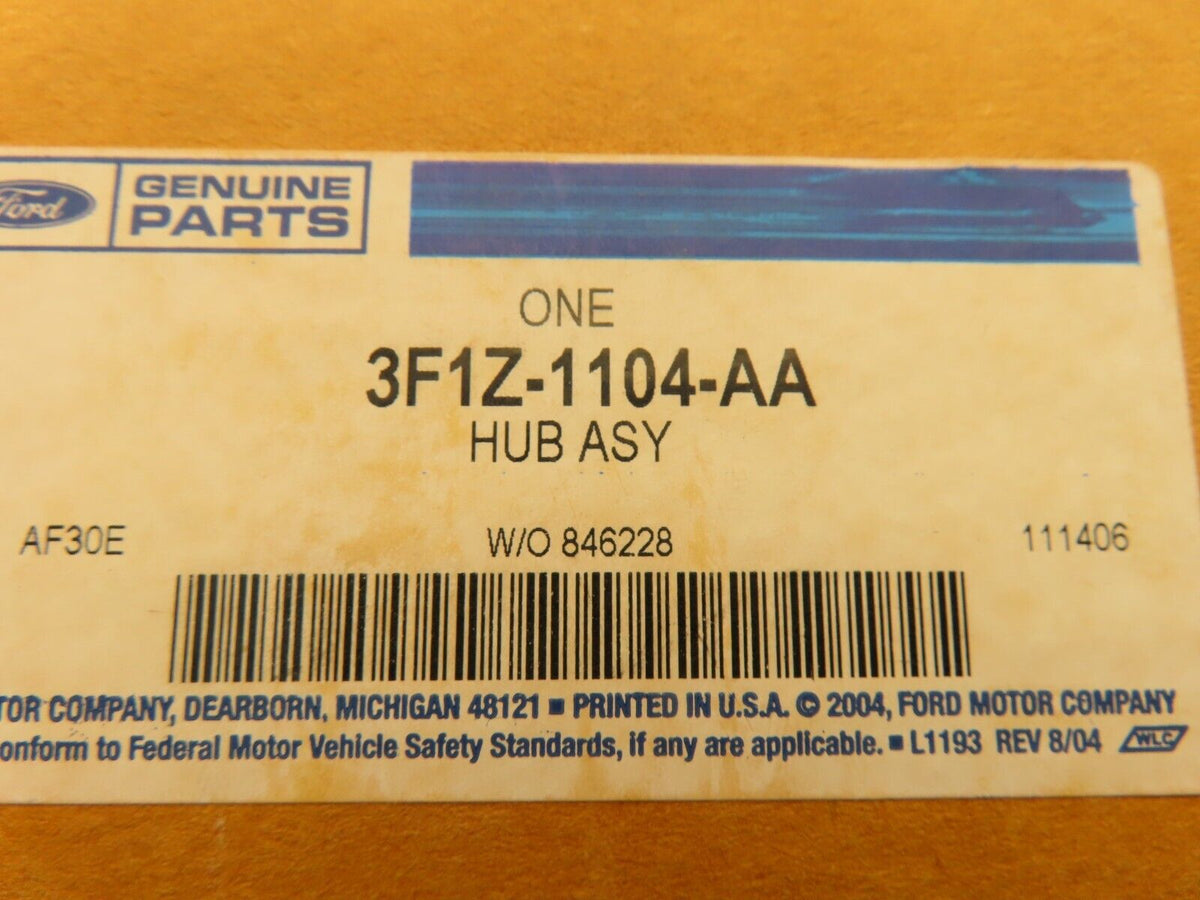 Ford
GENUINE
PARTS
ONE
3F1Z-1104-AA
HUB ASY
AF30E W/O 846228 111406
TOR COMPANY, DEARBORN, MICHIGAN 48121 ■ PRINTED IN U.S.A. © 2004, FORD MOTOR COMPANY
onform to Federal Motor Vehicle Safety Standards, if any are applicable. ■ L1193 REV 8/04 WLC